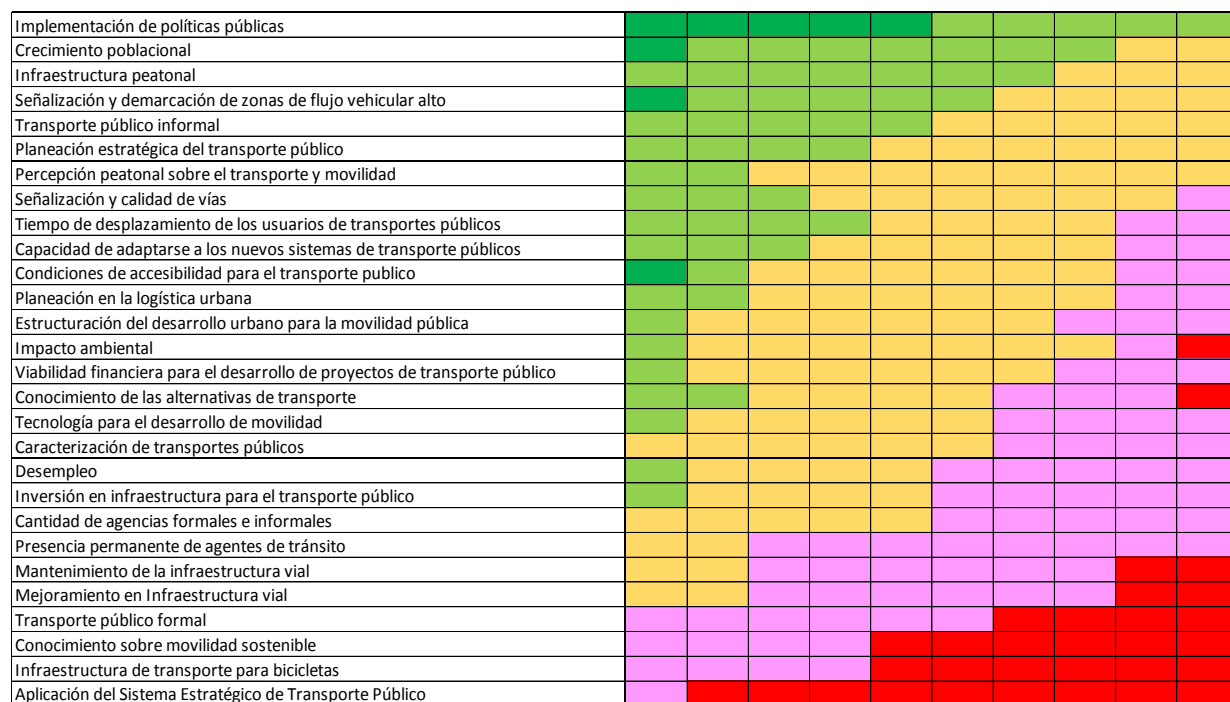 Implementación de políticas públicas
Crecimiento poblacional
Infraestructura peatonal
Señalización y demarcación de zonas de flujo vehicular alto
Transporte público informal
Planeación estratégica del transporte público
Percepción peatonal sobre el transporte y movilidad
Señalización y calidad de vías
Tiempo de desplazamiento de los usuarios de transportes públicos
Capacidad de adaptarse a los nuevos sistemas de transporte públicos
Condiciones de accesibilidad para el transporte publico
Planeación en la logística urbana
Estructuración del desarrollo urbano para la movilidad pública
Impacto ambiental
Viabilidad financiera para el desarrollo de proyectos de transporte público
Conocimiento de las alternativas de transporte
Tecnología para el desarrollo de movilidad
Caracterización de transportes públicos
Desempleo
Inversión en infraestructura para el transporte público
Cantidad de agencias formales e informales
Presencia permanente de agentes de tránsito
Mantenimiento de la infraestructura vial
Mejoramiento en Infraestructura vial
Transporte público formal
Conocimiento sobre movilidad sostenible
Infraestructura de transporte para bicicletas
Aplicación del Sistema Estratégico de Transporte Público